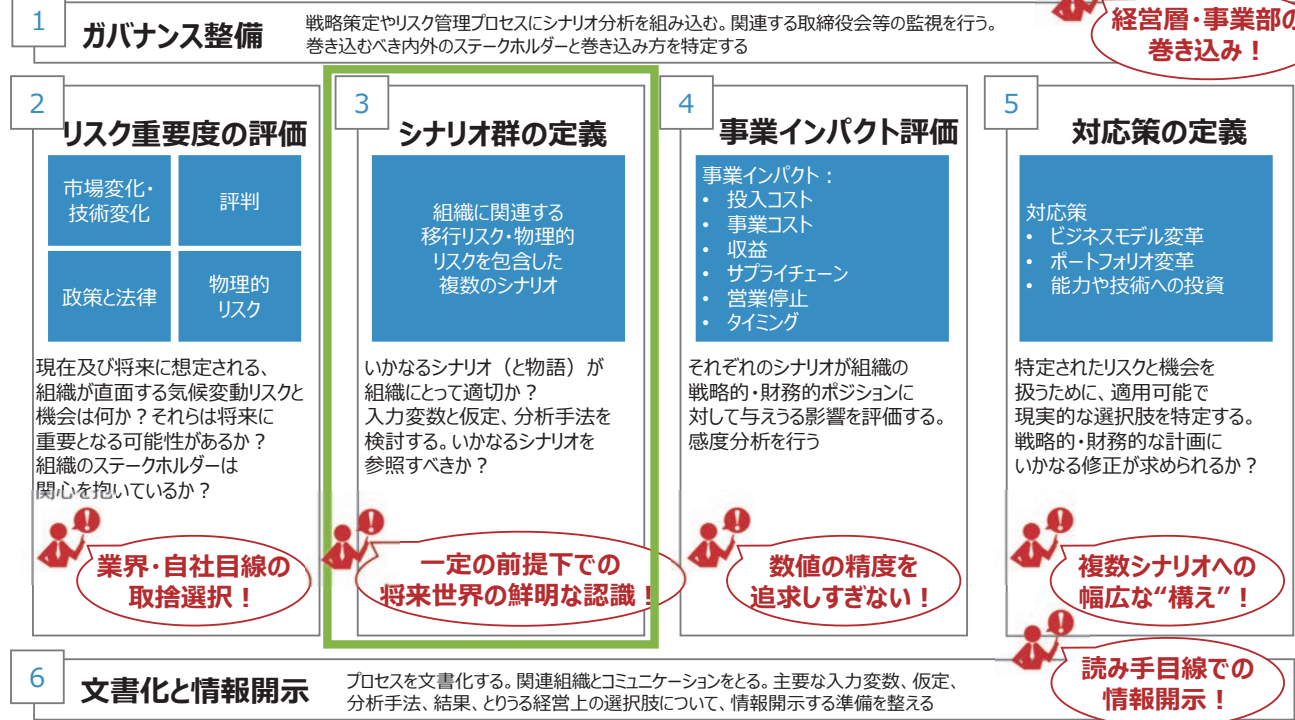 1
ガバナンス整備
戦略策定やリスク管理プロセスにシナリオ分析を組み込む。関連する取締役会等の監視を行う。
巻き込むべき内外のステークホルダーと巻き込み方を特定する
経営層・事業部の
巻き込み！
2
リスク重要度の評価
市場変化・
技術変化
評判
政策と法律
物理的
リスク
現在及び将来に想定される、
組織が直面する気候変動リスクと
機会は何か？それらは将来に
重要となる可能性があるか？
組織のステークホルダーは
関心を抱いているか？
業界・自社目線の
取捨選択！
3
シナリオ群の定義
組織に関連する
移行リスク・物理的
リスクを包含した
複数のシナリオ
いかなるシナリオ（と物語）が
組織にとって適切か？
入力変数と仮定、分析手法を
検討する。いかなるシナリオを
参照すべきか？
一定の前提下での
将来世界の鮮明な認識！
4
事業インパクト評価
事業インパクト：
• 投入コスト
• 事業コスト
• 収益
• サプライチェーン
• 営業停止
• タイミング
それぞれのシナリオが組織の
戦略的・財務的ポジションに
対して与えうる影響を評価する。
感度分析を行う
数値の精度を
追求しすぎない！
5
対応策の定義
対応策
• ビジネスモデル変革
• ポートフォリオ変革
• 能力や技術への投資
特定されたリスクと機会を
扱うために、適用可能で
現実的な選択肢を特定する。
戦略的・財務的な計画に
いかなる修正が求められるか？
複数シナリオへの
幅広な“構え”！
6
文書化と情報開示
プロセスを文書化する。関連組織とコミュニケーションをとる。主要な入力変数、仮定、
分析手法、結果、とりうる経営上の選択肢について、情報開示する準備を整える
読み手目線での
情報開示！